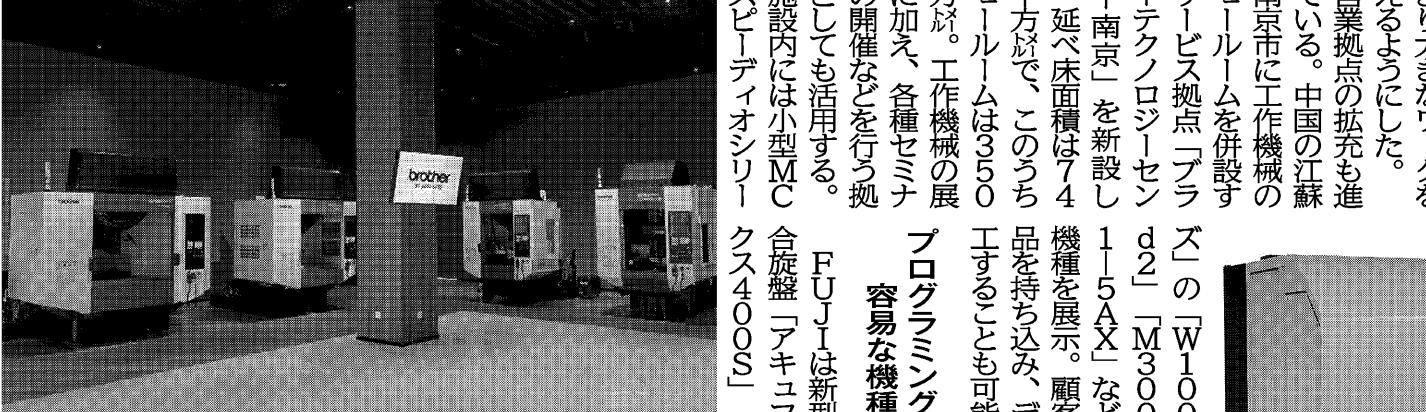 えるようにした。
営業拠点の拡充も進
ている。中国の江蘇
南京市に工作機械の
ョールームを併設す
サービス拠点「ブラ
ーテクノロジーセン
ー南京」を新設し
延べ床面積は74
平方㍍で、このうち
ョールームは350
方㍍。工作機械の展
に加え、各種セミナ
の開催などを行う拠
としても活用する。
施設内には小型MC
スピーディオシリー
ズ」の「W100
d2」「M300
1―5AX」など
機種を展示。顧客
品を持ち込み、デ
工することも可能
プログラミング
容易な機種
FUJIは新型
合旋盤「アキュフ
クス400S」
brother